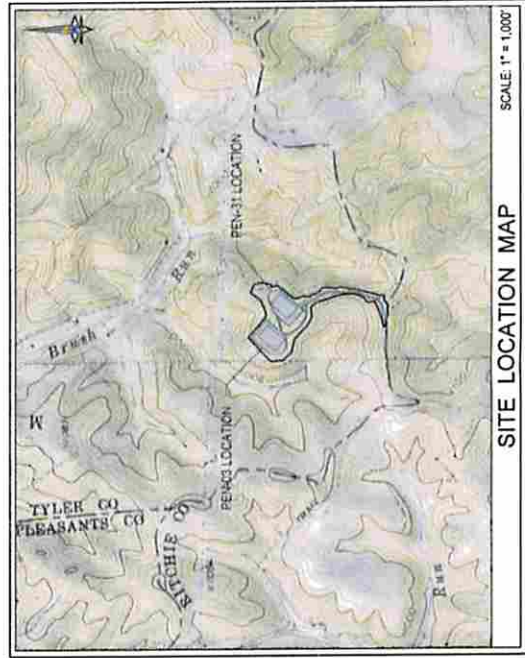 M
TYLER CO
PLEASANTS CO
RITCHIE CO
Brush
Run
PEN-31 LOCATION
PEN-03 LOCATION
Run
SITE LOCATION MAP
SCALE: 1" = 1,000'